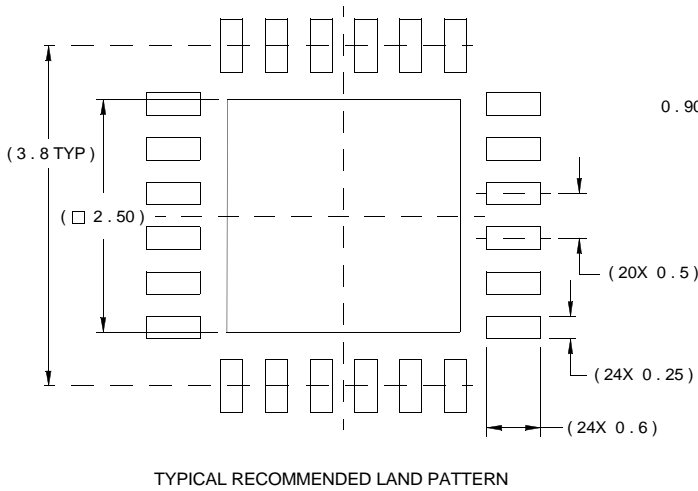 0.90
(3.8 TYP)
(□ 2.50)
(20X 0.5)
(24X 0.25)
(24X 0.6)
TYPICAL RECOMMENDED LAND PATTERN